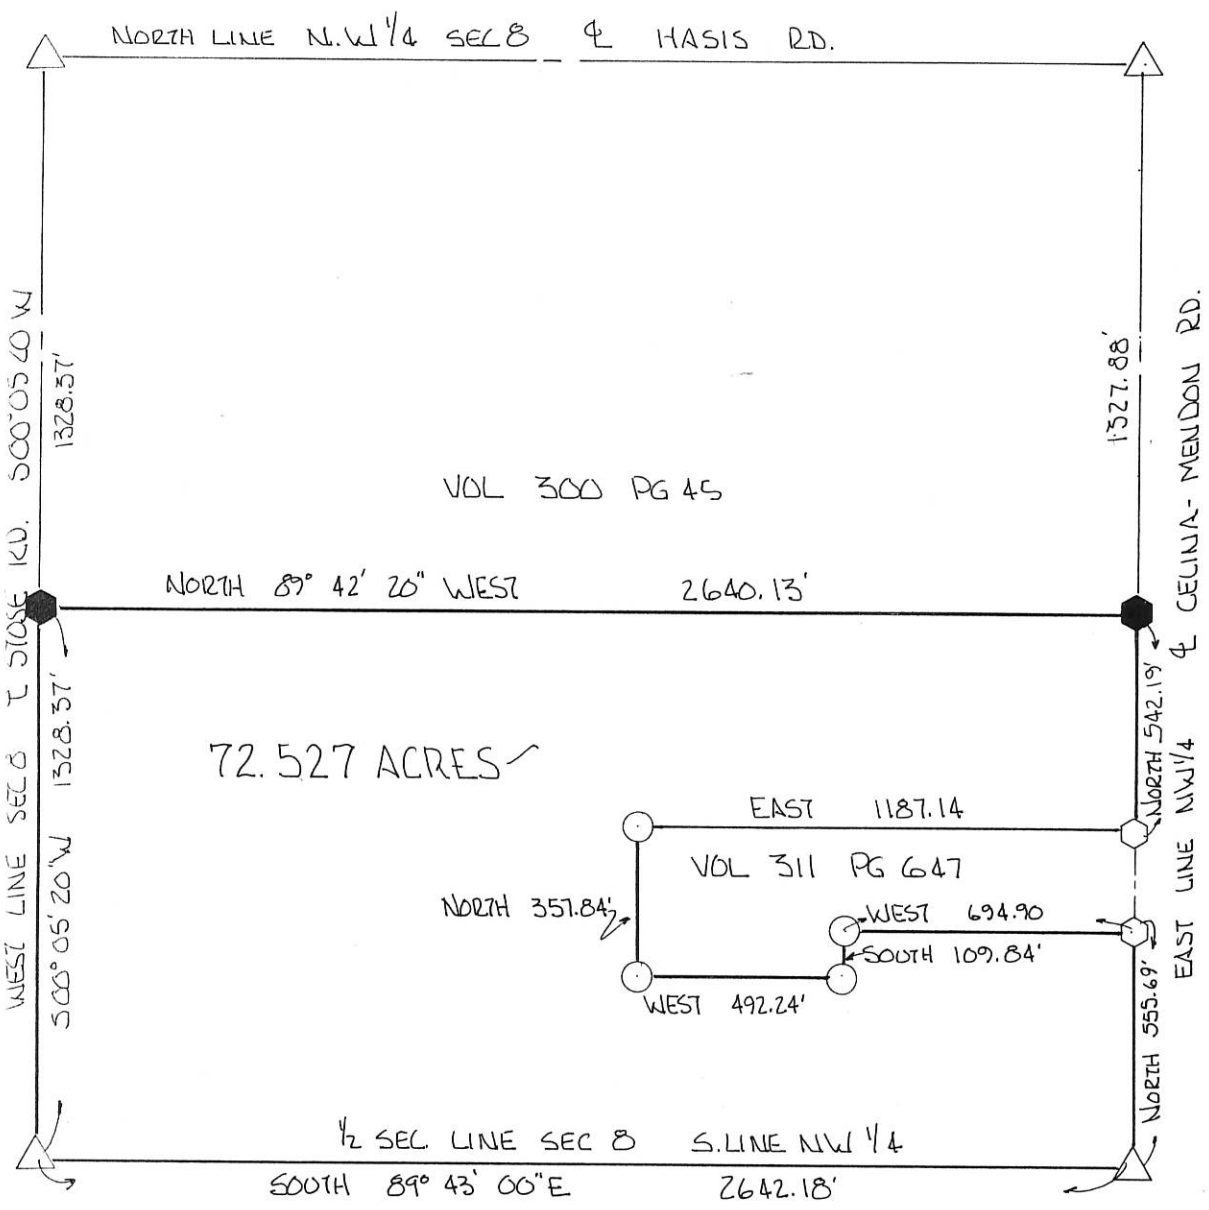 NORTH LINE N.W 1/4 SEC 8 ℄ HASIS RD.
WEST LINE SEC 8 ℄ STOSE RD. S00°05'20"W
1328.37'
1327.88'
℄ CELINA-MENDON RD.
VOL 300 PG 45
NORTH 89° 42' 20" WEST 2640.13'
1328.37'
S00°05'20"W
72.527 ACRES
NORTH 542.19'
EAST LINE NW 1/4
EAST 1187.14
VOL 311 PG 647
NORTH 357.84'
WEST 694.90
SOUTH 109.84'
WEST 492.24'
NORTH 555.69'
1/2 SEC. LINE SEC 8 S.LINE NW 1/4
SOUTH 89° 43' 00" E 2642.18'